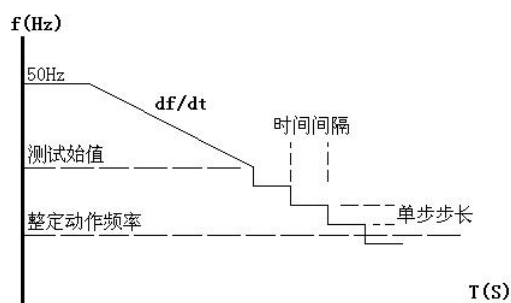 f(Hz)
50Hz
df/dt
时间间隔
测试始值
单步步长
整定动作频率
T(S)